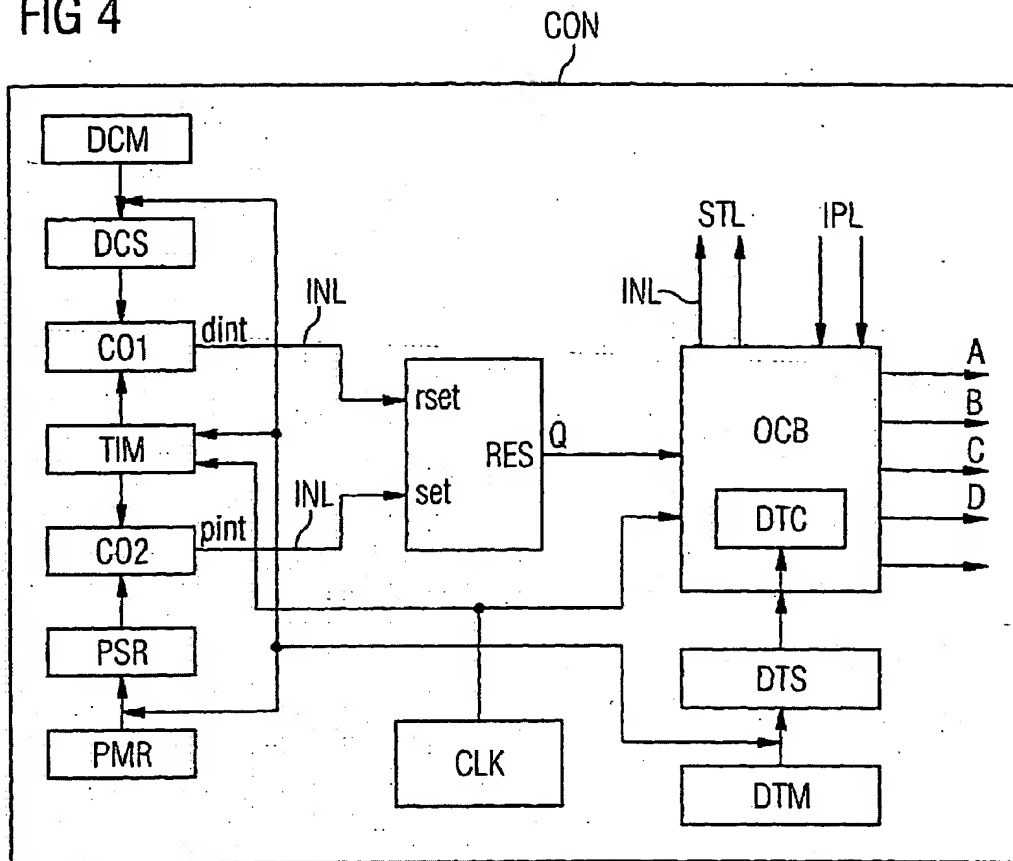 FIG 4
CON
DCM
DCS
STL
IPL
INL
INL
CO1
dint
A
rset
B
TIM
OCB
RES
Q
C
INL
set
D
CO2
pint
DTC
PSR
DTS
PMR
CLK
DTM